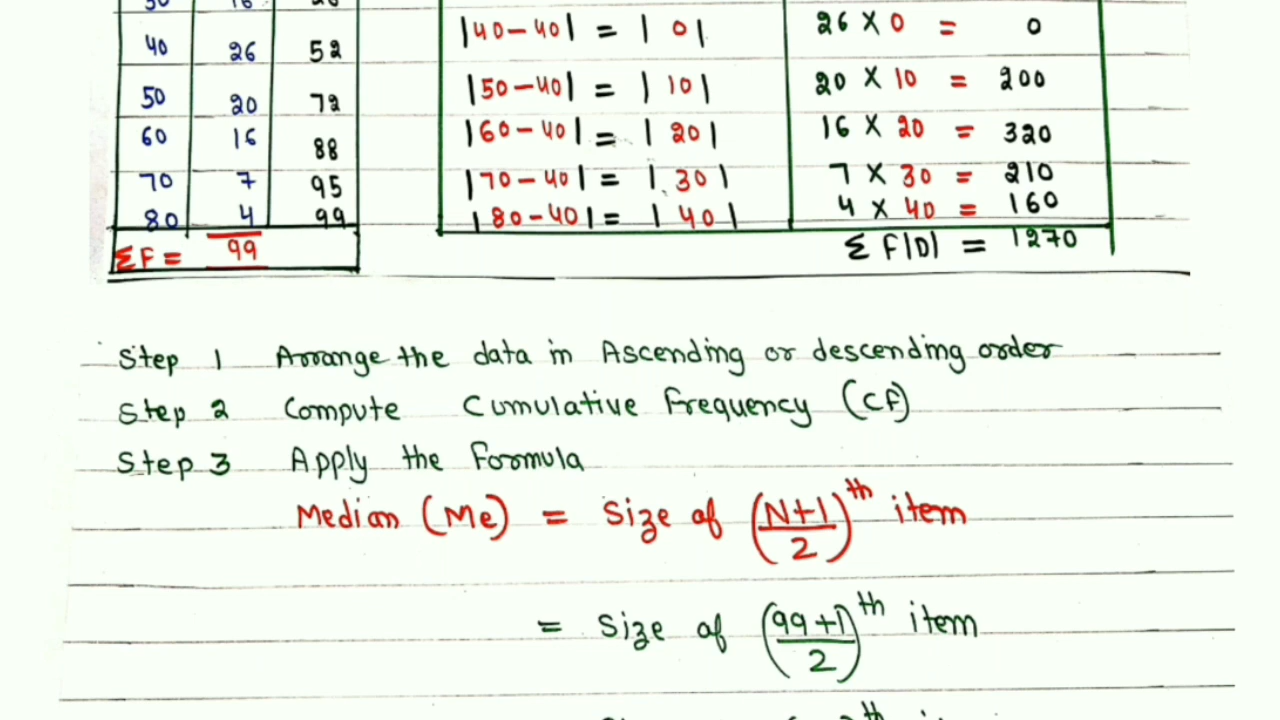 30 16 26
40 26 52 |40-40| = |0| 26 X 0 = 0
50 20 72 |50-40| = |10| 20 X 10 = 200
60 16 88 |60-40| = |20| 16 X 20 = 320
70 7 95 |70-40| = |30| 7 X 30 = 210
80 4 99 |80-40| = |40| 4 X 40 = 160
ΣF = 99 Σ F|D| = 1270
Step 1 Arrange the data in Ascending or descending order
Step 2 Compute Cumulative Frequency (CF)
Step 3 Apply the Formula
Median (Me) = Size of (N+1/2)th item
= Size of (99+1/2)th item